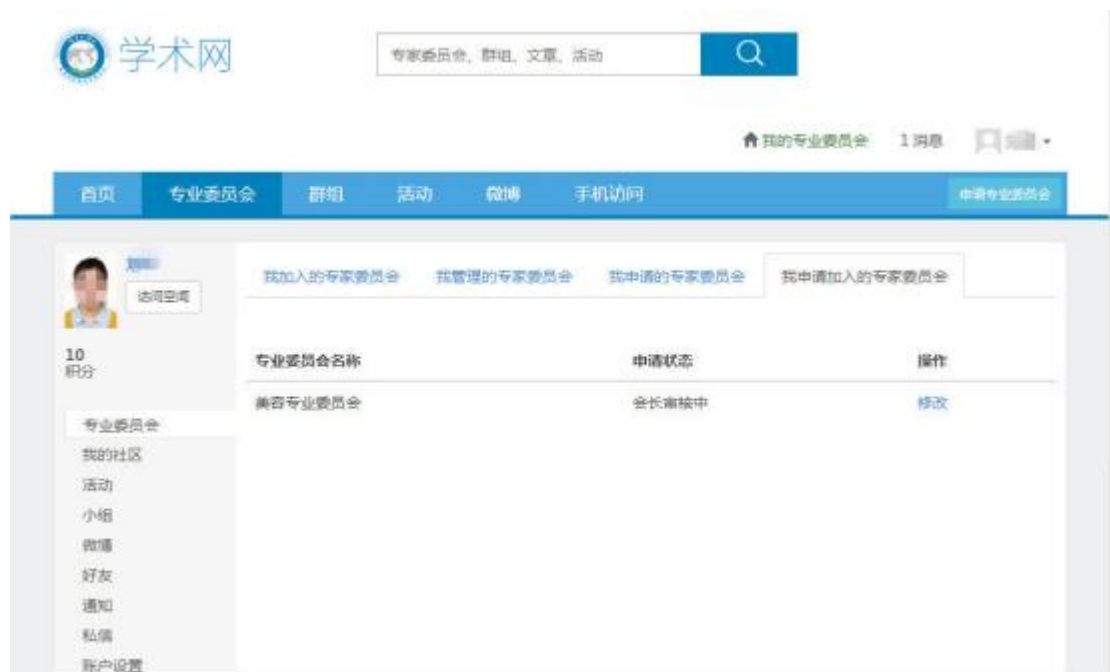 学术网
专家委员会、群组、文章、活动
我的专业委员会 1 消息
首页 专业委员会 群组 活动 微博 手机访问 申请专业委员会
访问空间
我加入的专家委员会 我管理的专家委员会 我申请的专家委员会 我申请加入的专家委员会
10
积分
专业委员会名称 申请状态 操作
美容专业委员会 会长审核中 修改
专业委员会
我的社区
活动
小组
微博
好友
通知
私信
账户设置